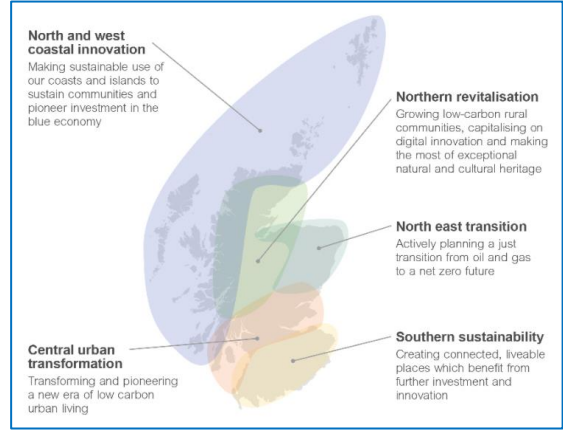 North and west
coastal innovation
Making sustainable use of
our coasts and islands to
sustain communities and
pioneer investment in the
blue economy
Northern revitalisation
Growing low-carbon rural
communities, capitalising on
digital innovation and making
the most of exceptional
natural and cultural heritage
North east transition
Actively planning a just
transition from oil and gas
to a net zero future
Central urban
transformation
Transforming and pioneering
a new era of low carbon
urban living
Southern sustainability
Creating connected, liveable
places which benefit from
further investment and
innovation